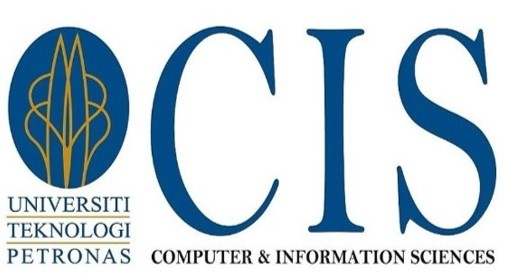 UNIVERSITI
TEKNOLOGI
PETRONAS
CIS
COMPUTER & INFORMATION SCIENCES